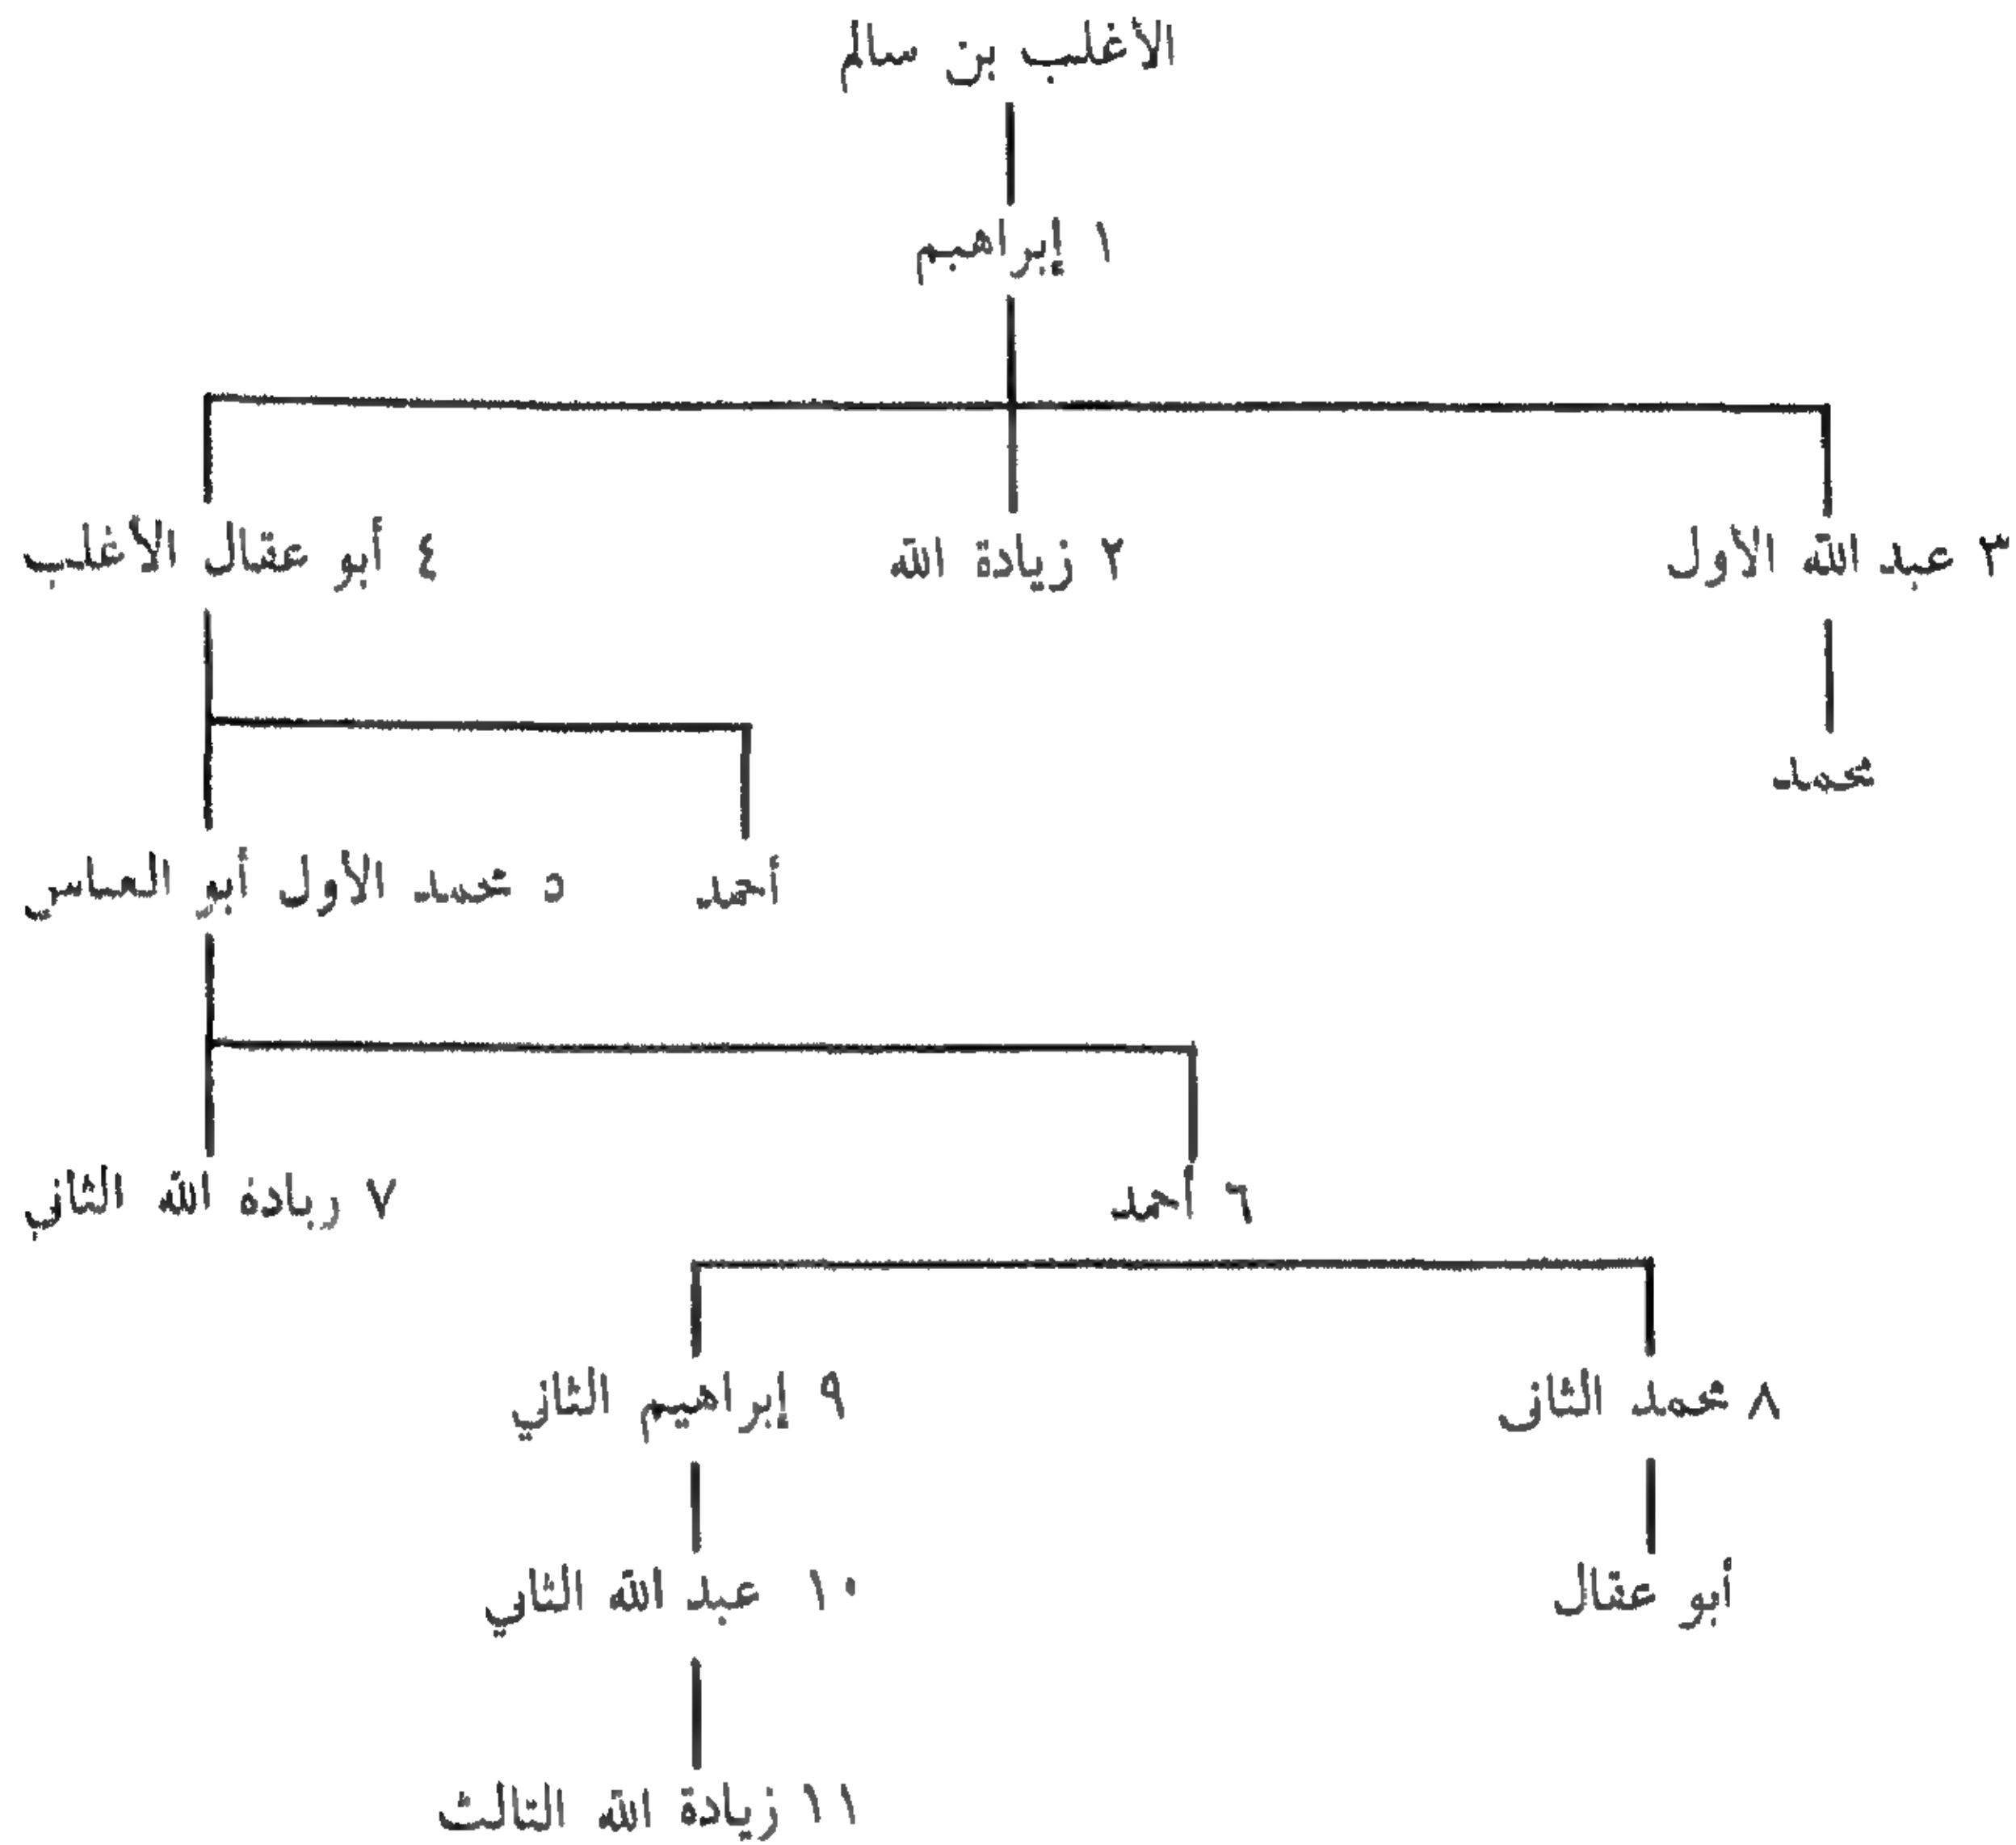 الأغلب بن سالم
١ إبراهيم
٣ عبد الله الأول
٢ زيادة الله
٤ أبو عقال الأغلب
محمد
أحمد
٥ محمد الأول أبو العباس
٦ أحمد
٧ زيادة الله الثاني
٨ محمد الثاني
٩ إبراهيم الثاني
أبو عقال
١٠ عبد الله الثاني
١١ زيادة الله الثالث